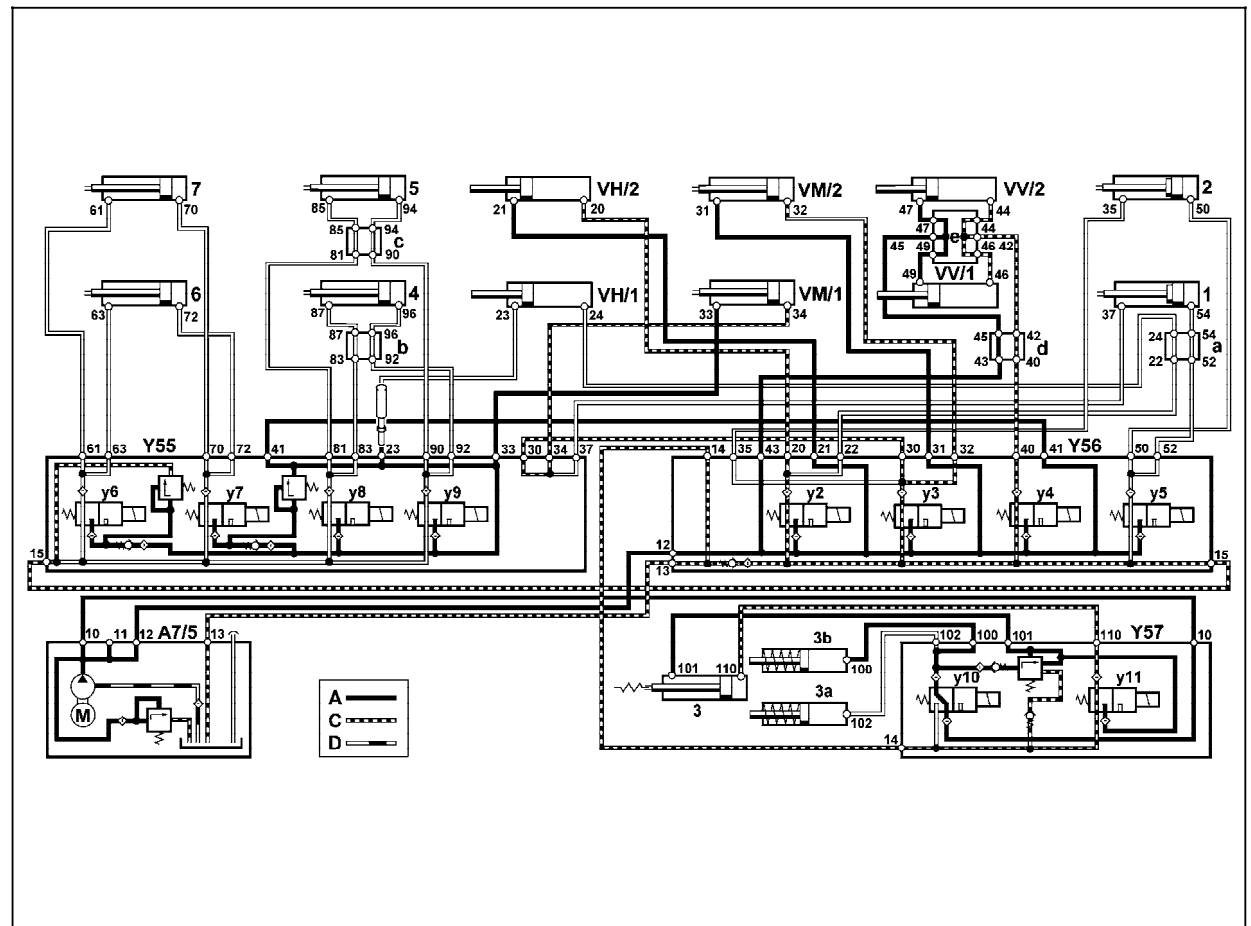 7 5 VH/2 VM/2 VV/2 2
61 70 85 94 21 20 31 32 47 44 35 50
85 94 47 44
c 45 e 42
81 90 49 46
VV/1
49 46
6 4 VH/1 VM/1 1
63 72 87 96 23 24 33 34 37 54
87 96 45 42 24 54
b d a
83 92 43 40 22 52
61 63 Y55 70 72 41 81 83 23 90 92 33 30 34 37 14 35 43 20 21 22 30 31 32 40 41 Y56 50 52
y6 y7 y8 y9 y2 y3 y4 y5
15 12 13 15
10 11 12 A7/5 13 102 100 101 110 Y57 10
3b
100
101 110
3
3a
102
y10 y11
M
A
C
D
14